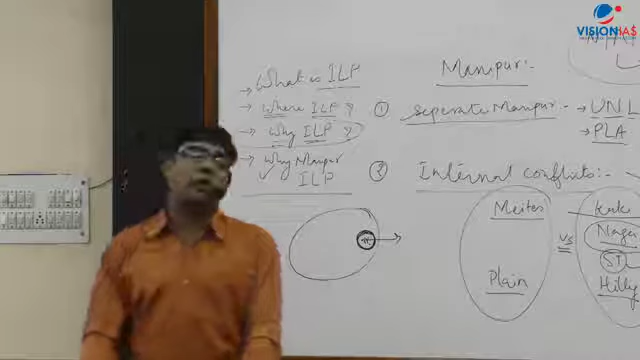 VISIONIAS
→ What is ILP
→ Where ILP ?
→ Why ILP ?
→ Why Manipur
ILP
Manipur:-
① Seperate Manipur:- → UNL
→ PLA
② Internal conflicts:-
Meites
vs
Naga
ST
Plain
Hilly